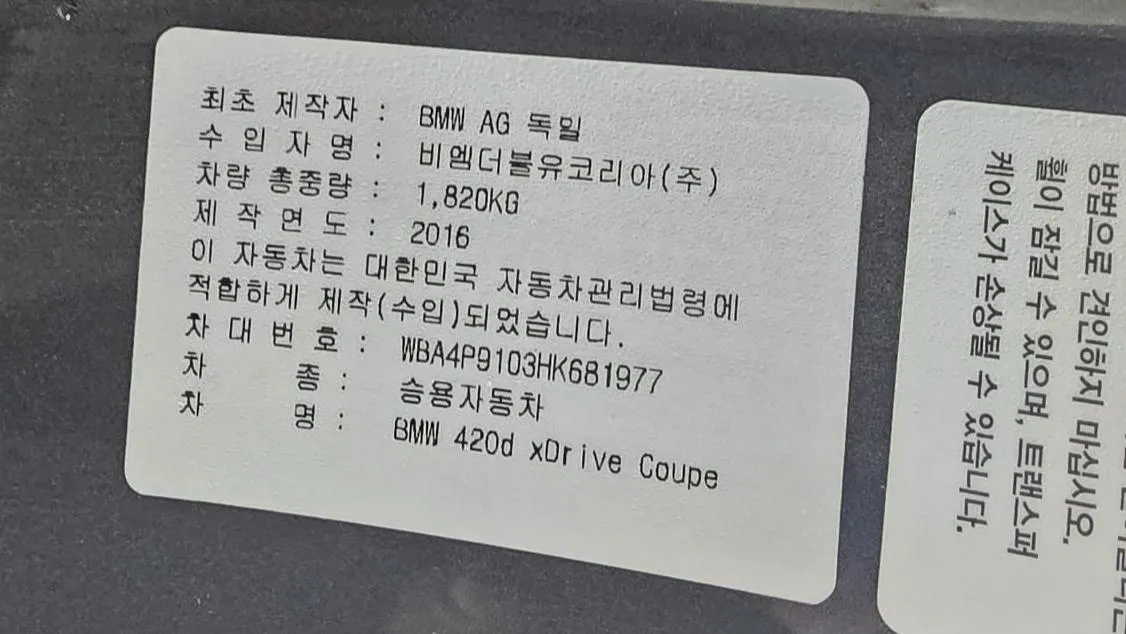 최초 제작자 : BMW AG 독일
수 입 자 명 : 비엠더블유코리아(주)
차량 총중량 : 1,820KG
제 작 연 도 : 2016
이 자동차는 대한민국 자동차관리법령에
적합하게 제작(수입)되었습니다.
차 대 번 호 : WBA4P9103HK681977
차 종 : 승용자동차
차 명 : BMW 420d xDrive Coupe
방법으로 견인하지 마십시오.
휠이 잠길 수 있으며, 트랜스퍼
케이스가 손상될 수 있습니다.